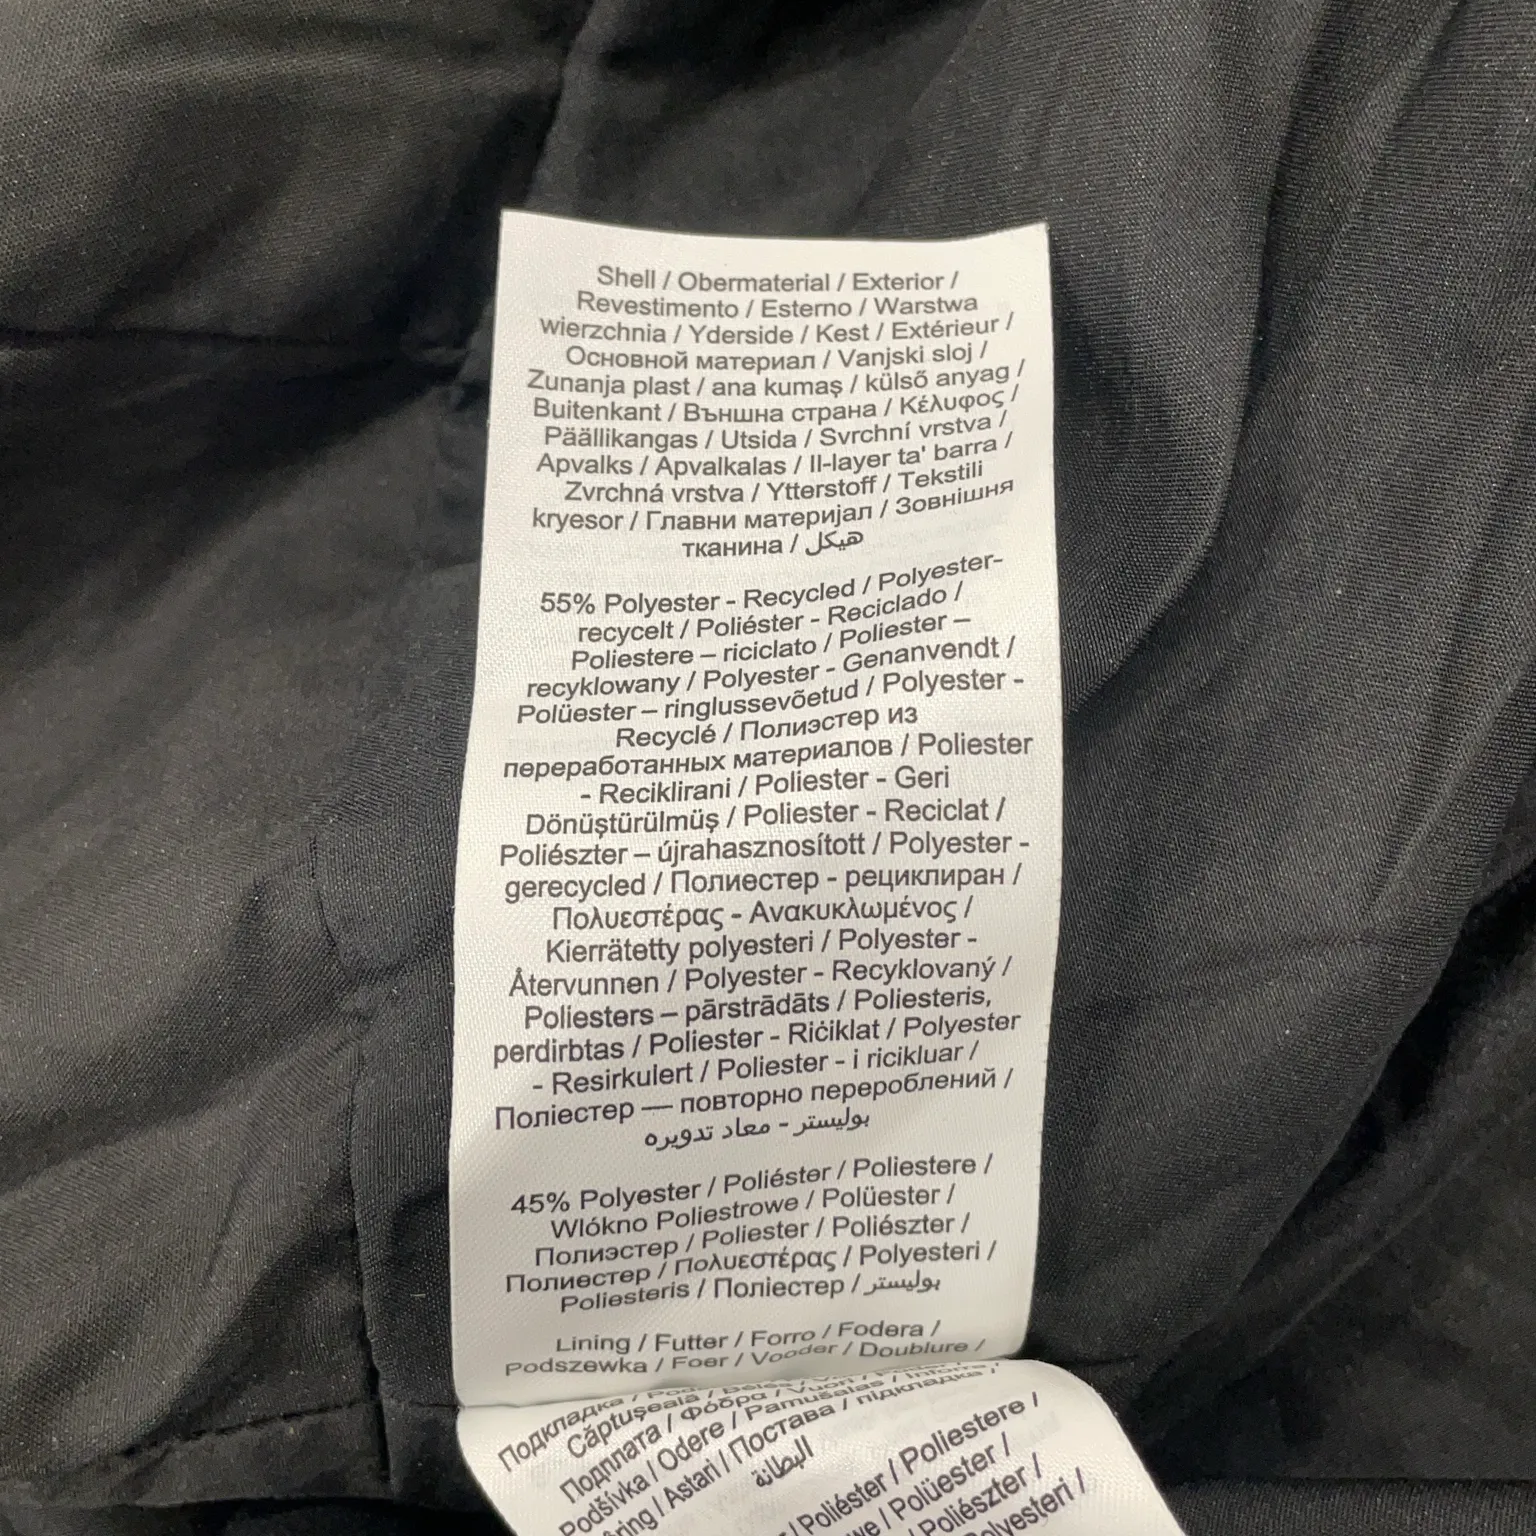 Shell / Obermaterial / Exterior /
Revestimento / Esterno / Warstwa
wierzchnia / Yderside / Kest / Extérieur /
Основной материал / Vanjski sloj /
Zunanja plast / ana kumaş / külső anyag /
Buitenkant / Външна страна / Κέλυφος /
Päällikangas / Utsida / Svrchní vrstva /
Apvalks / Apvalkalas / Il-layer ta' barra /
Zvrchná vrstva / Ytterstoff / Tekstili
kryesor / Главни материјал / Зовнішня
тканина / هيكل
55% Polyester - Recycled / Polyester-
recycelt / Poliéster - Reciclado /
Poliestere – riciclato / Poliester –
recyklowany / Polyester - Genanvendt /
Polüester – ringlussevõetud / Polyester -
Recyclé / Полиэстер из
переработанных материалов / Poliester
- Reciklirani / Poliester - Geri
Dönüştürülmüş / Poliester - Reciclat /
Poliészter – újrahasznosított / Polyester -
gerecycled / Полиестер - рециклиран /
Πολυεστέρας - Ανακυκλωμένος /
Kierrätetty polyesteri / Polyester -
Återvunnen / Polyester - Recyklovaný /
Poliesters – pārstrādāts / Poliesteris,
perdirbtas / Poliester - Riċiklat / Polyester
- Resirkulert / Poliester - i ricikluar /
Поліестер — повторно перероблений /
بوليستر - معاد تدويره
45% Polyester / Poliéster / Poliestere /
Wlókno Poliestrowe / Polüester /
Полиэстер / Poliester / Poliészter /
Полиестер / Πολυεστέρας / Polyesteri /
Poliesteris / Поліестер / بوليستر
Lining / Futter / Forro / Fodera /
Podszewka / Foer / Vooder / Doublure /
Подкладка /
Căptuşeală /
Подплата / Φόδρα / Vuori /
Podšívka / Odere / Pamušalas /
/ Astari / Постава / підкладка /
البطانة
/ Poliéster / Poliestere /
/ Polüester /
/ Poliészter /
/ Polyesteri /